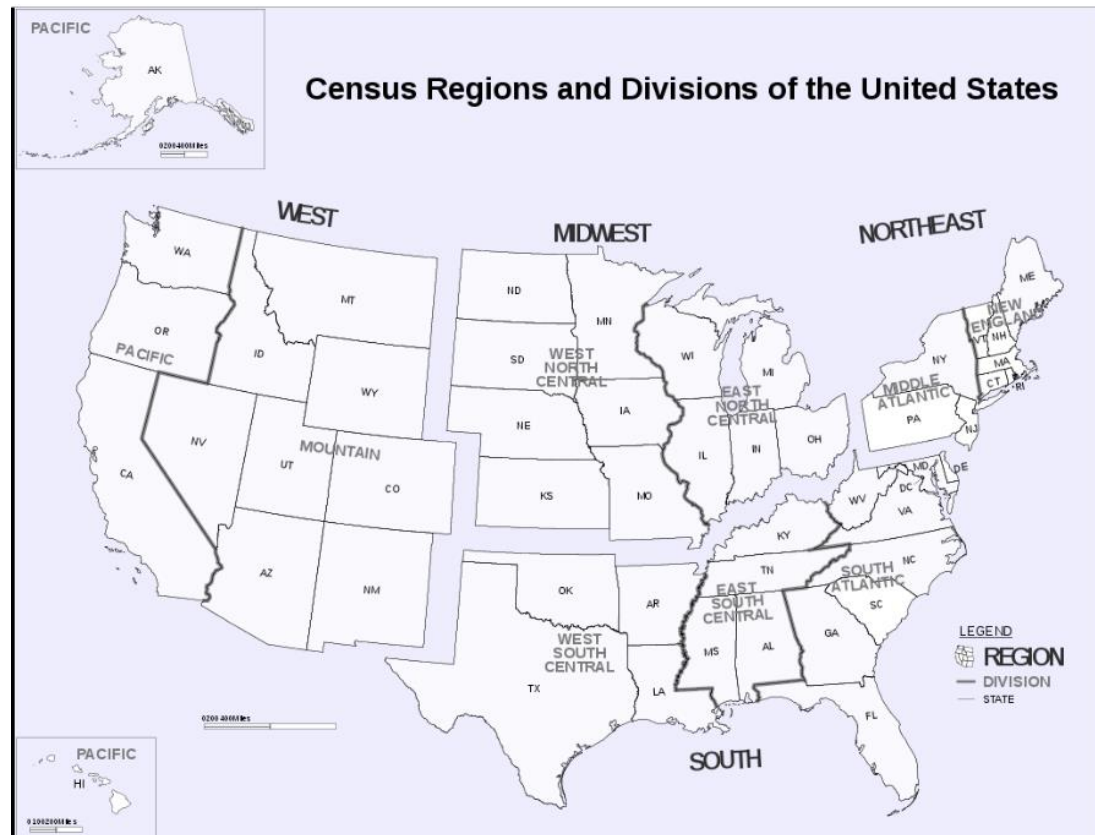 PACIFIC
AK
0200400Miles
Census Regions and Divisions of the United States
WEST
MIDWEST
NORTHEAST
WA
MT
ND
MN
ME
OR
ID
SD
WI
MI
NY
VT
NH
NEW
ENGLAND
MA
CT
RI
PACIFIC
WY
WEST
NORTH
CENTRAL
EAST
NORTH
CENTRAL
MIDDLE
ATLANTIC
PA
NJ
NE
IA
NV
UT
MOUNTAIN
CO
CA
KS
MO
IL
IN
OH
WV
MD
DE
DC
VA
KY
AZ
NM
OK
AR
TN
NC
EAST
SOUTH
CENTRAL
SOUTH
ATLANTIC
SC
WEST
SOUTH
CENTRAL
MS
AL
GA
TX
LA
FL
LEGEND
REGION
DIVISION
STATE
0200 400Miles
SOUTH
PACIFIC
HI
0100200Miles